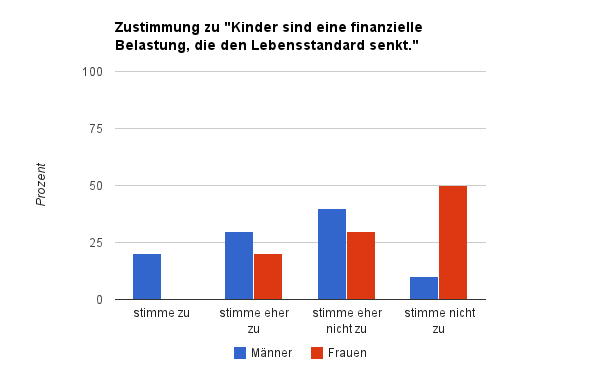 Zustimmung zu "Kinder sind eine finanzielle
Belastung, die den Lebensstandard senkt."
100
75
50
25
0
Prozent
stimme zu
stimme eher
zu
stimme eher
nicht zu
stimme nicht
zu
Männer
Frauen